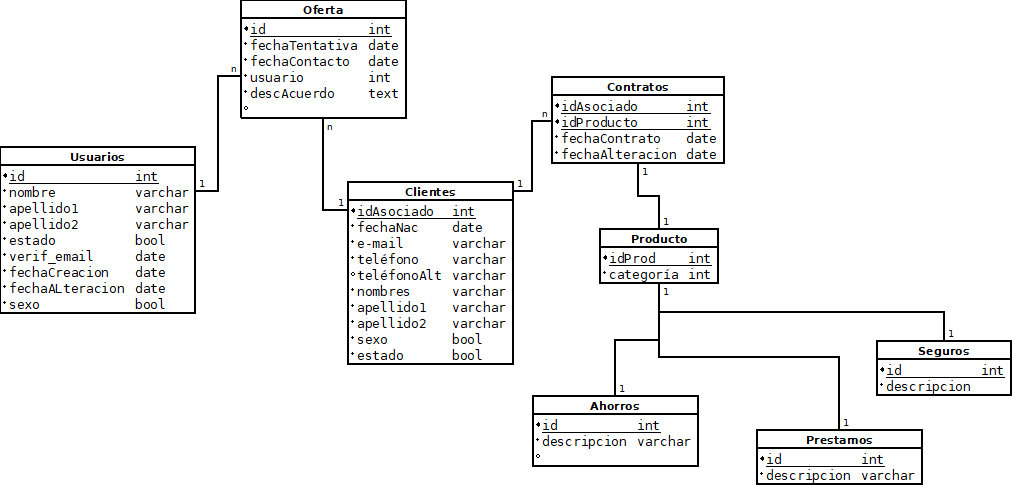 Oferta
id int
fechaTentativa date
fechaContacto date
usuario int
descAcuerdo text
n
n
1
Usuarios
id int
nombre varchar
apellido1 varchar
apellido2 varchar
estado bool
verif_email date
fechaCreacion date
fechaALteracion date
sexo bool
1
Clientes
idAsociado int
fechaNac date
e-mail varchar
teléfono varchar
teléfonoAlt varchar
nombres varchar
apellido1 varchar
apellido2 varchar
sexo bool
estado bool
1
n
Contratos
idAsociado int
idProducto int
fechaContrato date
fechaAlteracion date
1
1
Producto
idProd int
categoría int
1
1
Seguros
id int
descripcion
1
Ahorros
id int
descripcion varchar
1
Prestamos
id int
descripcion varchar